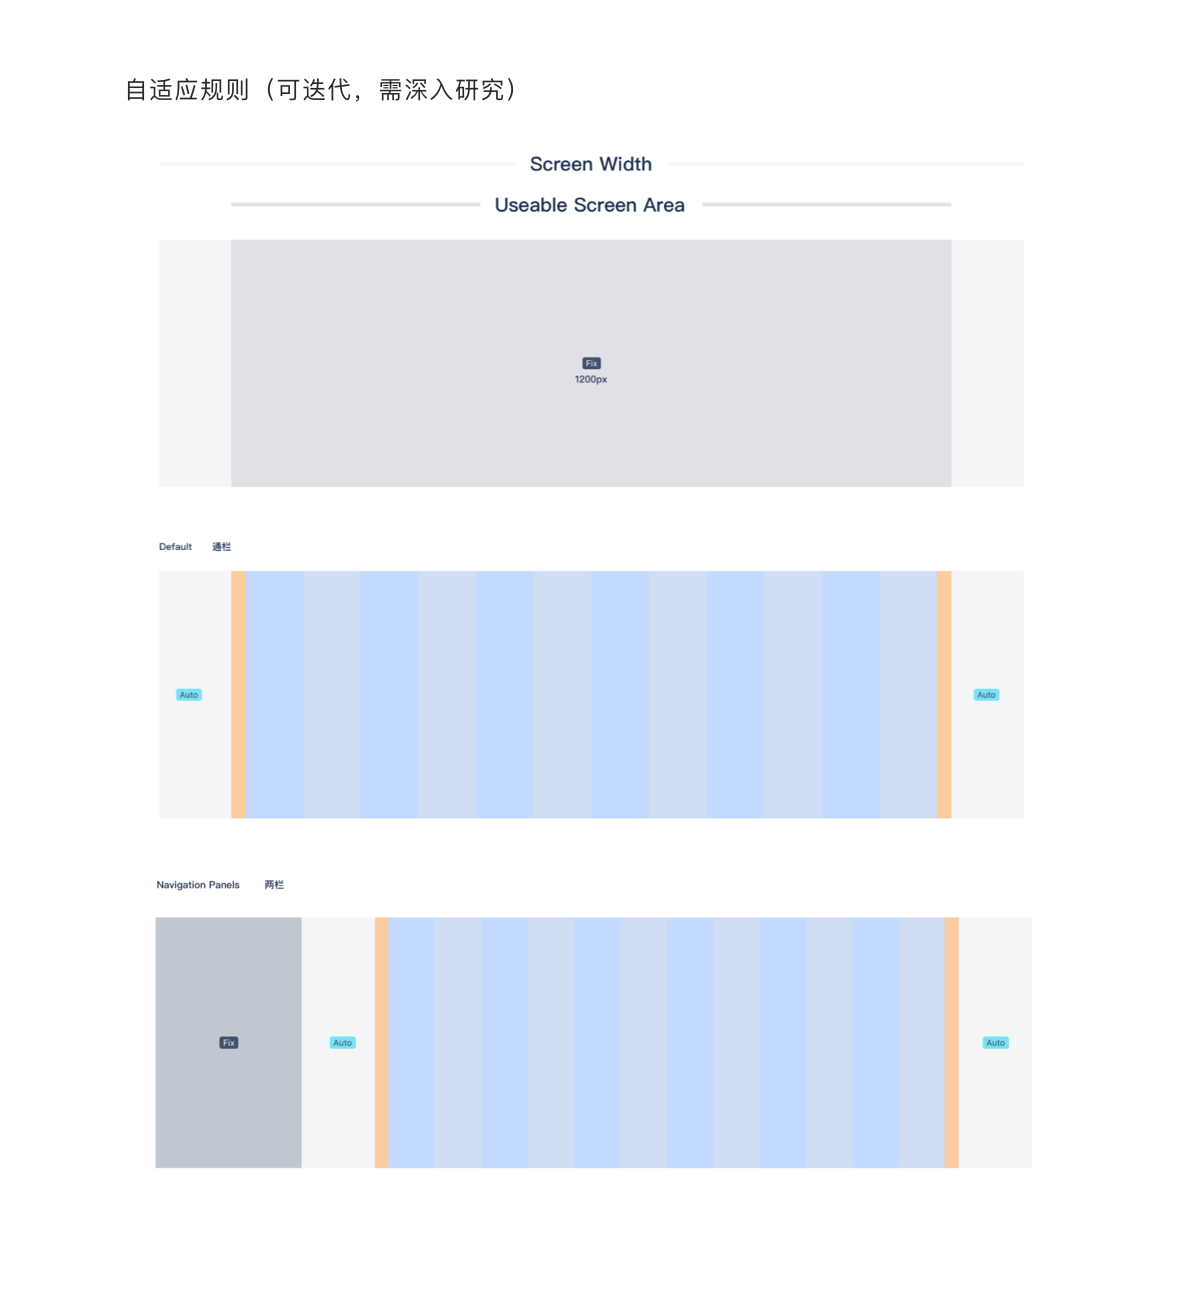 自适应规则（可迭代，需深入研究）
Screen Width
Useable Screen Area
Fix
1200px
Default 通栏
Auto Auto
Navigation Panels 两栏
Fix Auto Auto